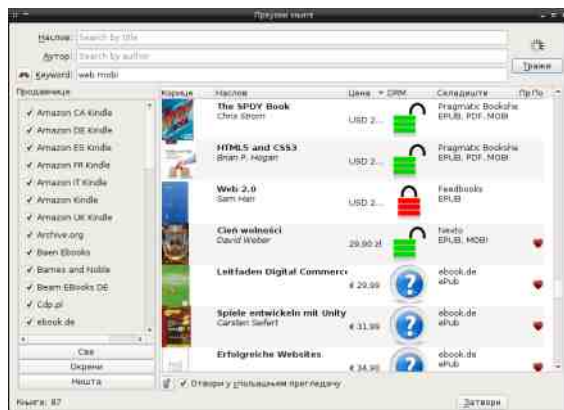 Преузми књиге
Наслов: Search by title
Аутор: Search by author
Keyword: web mobi
Тражи
Продавнице
Amazon CA Kindle
Amazon DE Kindle
Amazon ES Kindle
Amazon FR Kindle
Amazon IT Kindle
Amazon Kindle
Amazon UK Kindle
Archive.org
Baen Ebooks
Barnes and Noble
Beam EBooks DE
Cdp.pl
ebook.de
Све
Окрени
Ништа
Књига: 87
Корице Наслов Цена DRM Складиште
The SPDY Book
Chris Strom
USD 2...
Pragmatic Bookshe
EPUB, PDF, MOBI
HTML5 and CSS3
Brian P. Hogan
USD 2...
Pragmatic Bookshe
EPUB, PDF, MOBI
Web 2.0
Sam Han
USD 2...
Feedbooks
EPUB
Cień wolności
David Weber
29,90 zł
Nexto
EPUB, MOBI
Leitfaden Digital Commerce
€ 29,99
ebook.de
ePub
Spiele entwickeln mit Unity
Carsten Seifert
€ 31,99
ebook.de
ePub
Erfolgreiche Websites
€ 34,90
ebook.de
ePub
Отвори у спољашњем прегледачу
Затвори